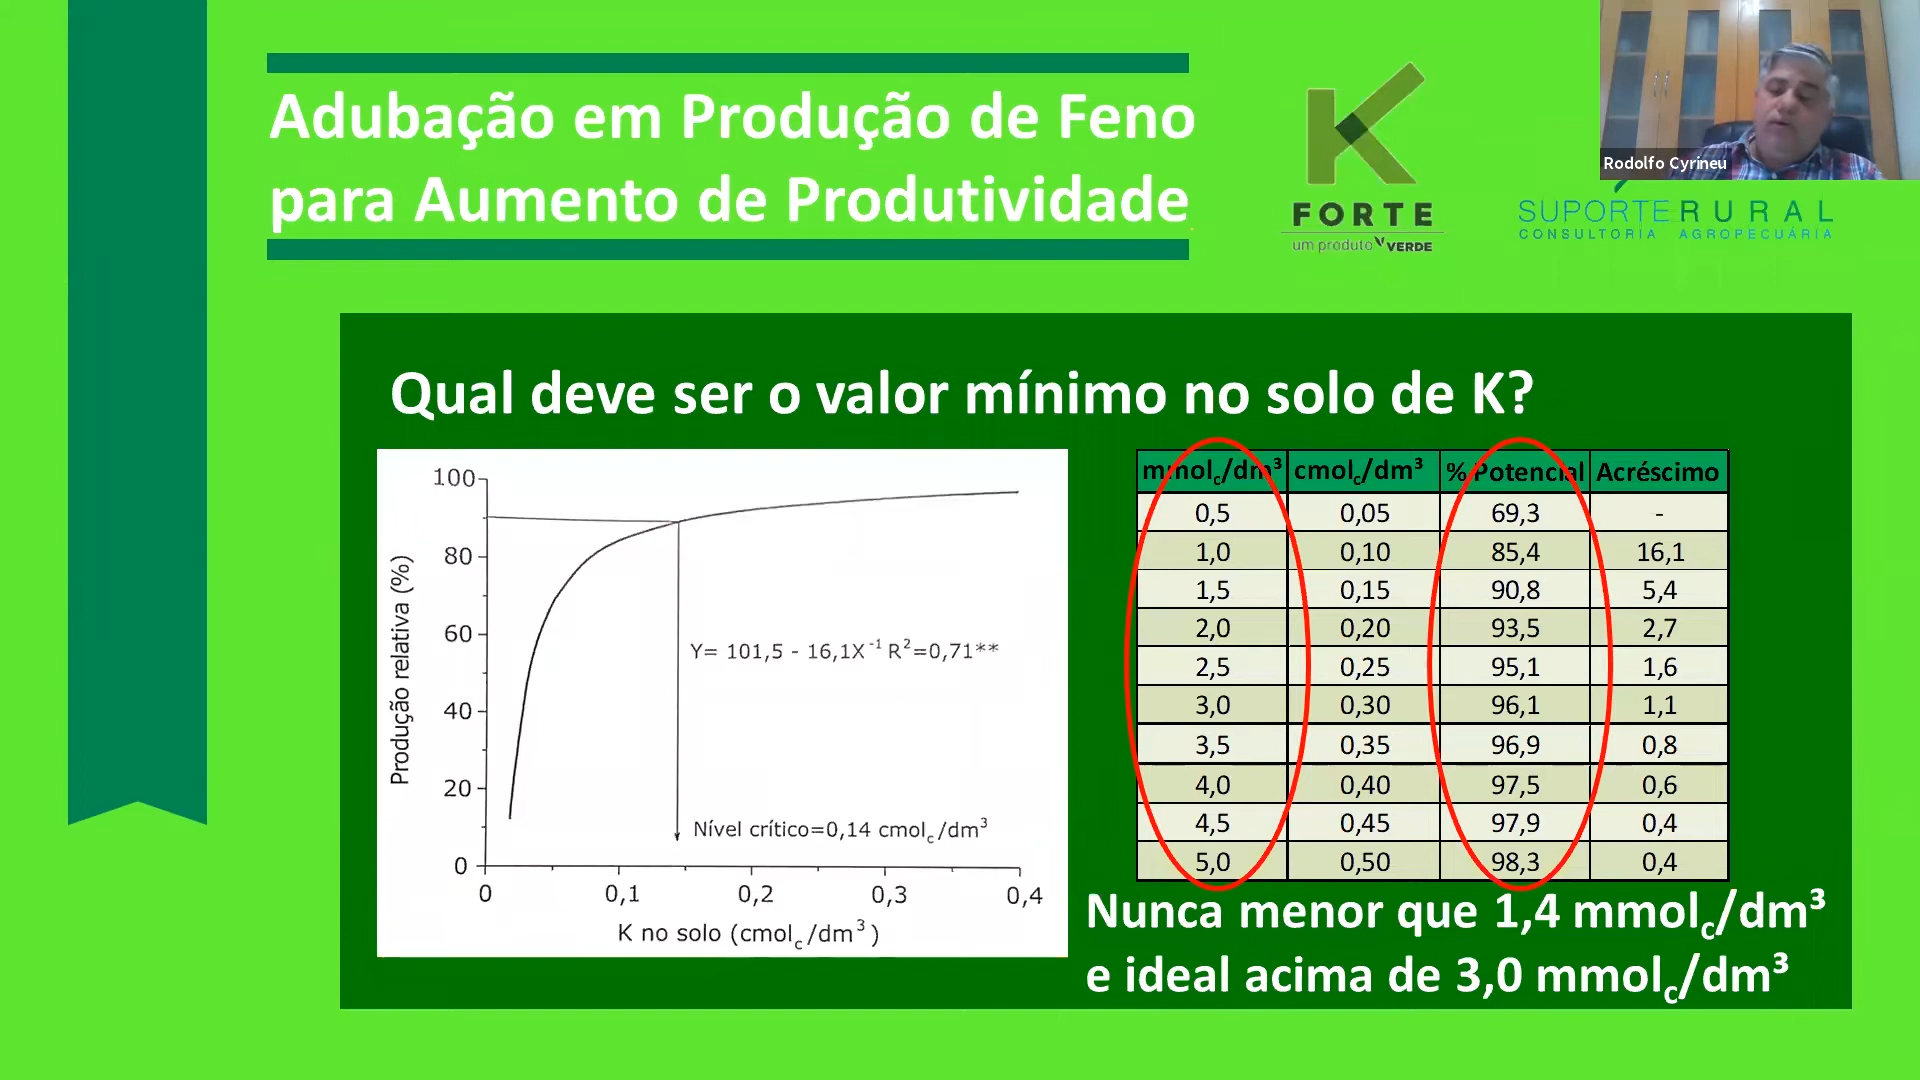 Adubação em Produção de Feno
para Aumento de Produtividade
K
FORTE
um produto VERDE
Rodolfo Cyrineu
SUPORTE RURAL
CONSULTORIA AGROPECUÁRIA
Qual deve ser o valor mínimo no solo de K?
Produção relativa (%)
100
80
60
40
20
0
Y= 101,5 - 16,1X⁻¹ R²=0,71**
Nível crítico=0,14 cmolc/dm³
0 0,1 0,2 0,3 0,4
K no solo (cmolc/dm³)
mmolc/dm³ cmolc/dm³ % Potencial Acréscimo
0,5 0,05 69,3 -
1,0 0,10 85,4 16,1
1,5 0,15 90,8 5,4
2,0 0,20 93,5 2,7
2,5 0,25 95,1 1,6
3,0 0,30 96,1 1,1
3,5 0,35 96,9 0,8
4,0 0,40 97,5 0,6
4,5 0,45 97,9 0,4
5,0 0,50 98,3 0,4
Nunca menor que 1,4 mmolc/dm³
e ideal acima de 3,0 mmolc/dm³